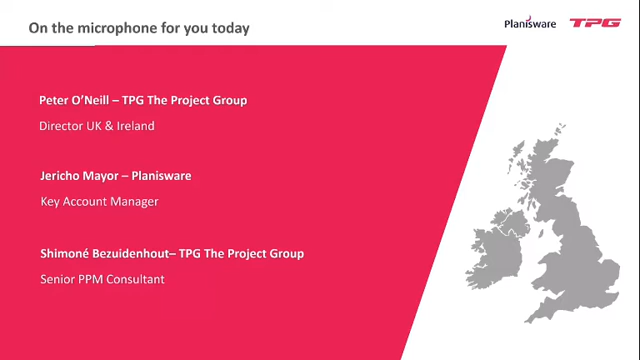 On the microphone for you today
Planisware TPG
Peter O'Neill – TPG The Project Group
Director UK & Ireland
Jericho Mayor – Planisware
Key Account Manager
Shimoné Bezuidenhout– TPG The Project Group
Senior PPM Consultant